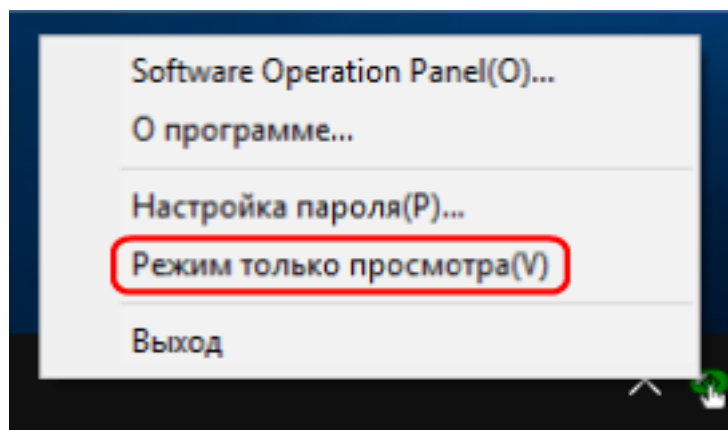 Software Operation Panel(O)...
О программе...
Настройка пароля(P)...
Режим только просмотра(V)
Выход